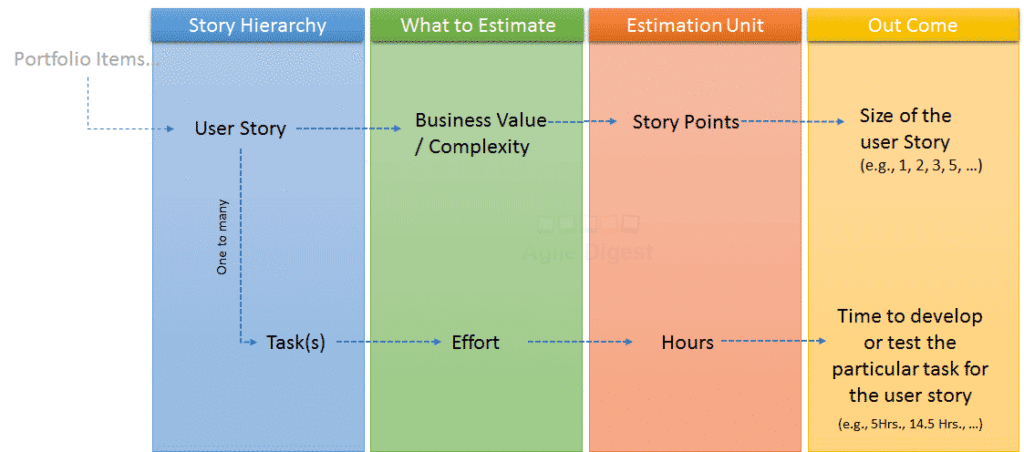 Story Hierarchy
What to Estimate
Estimation Unit
Out Come
Portfolio Items...
User Story
Business Value
/ Complexity
Story Points
Size of the
user Story
(e.g., 1, 2, 3, 5, ...)
One to many
Agile Digest
Task(s)
Effort
Hours
Time to develop
or test the
particular task for
the user story
(e.g., 5Hrs., 14.5 Hrs., ...)